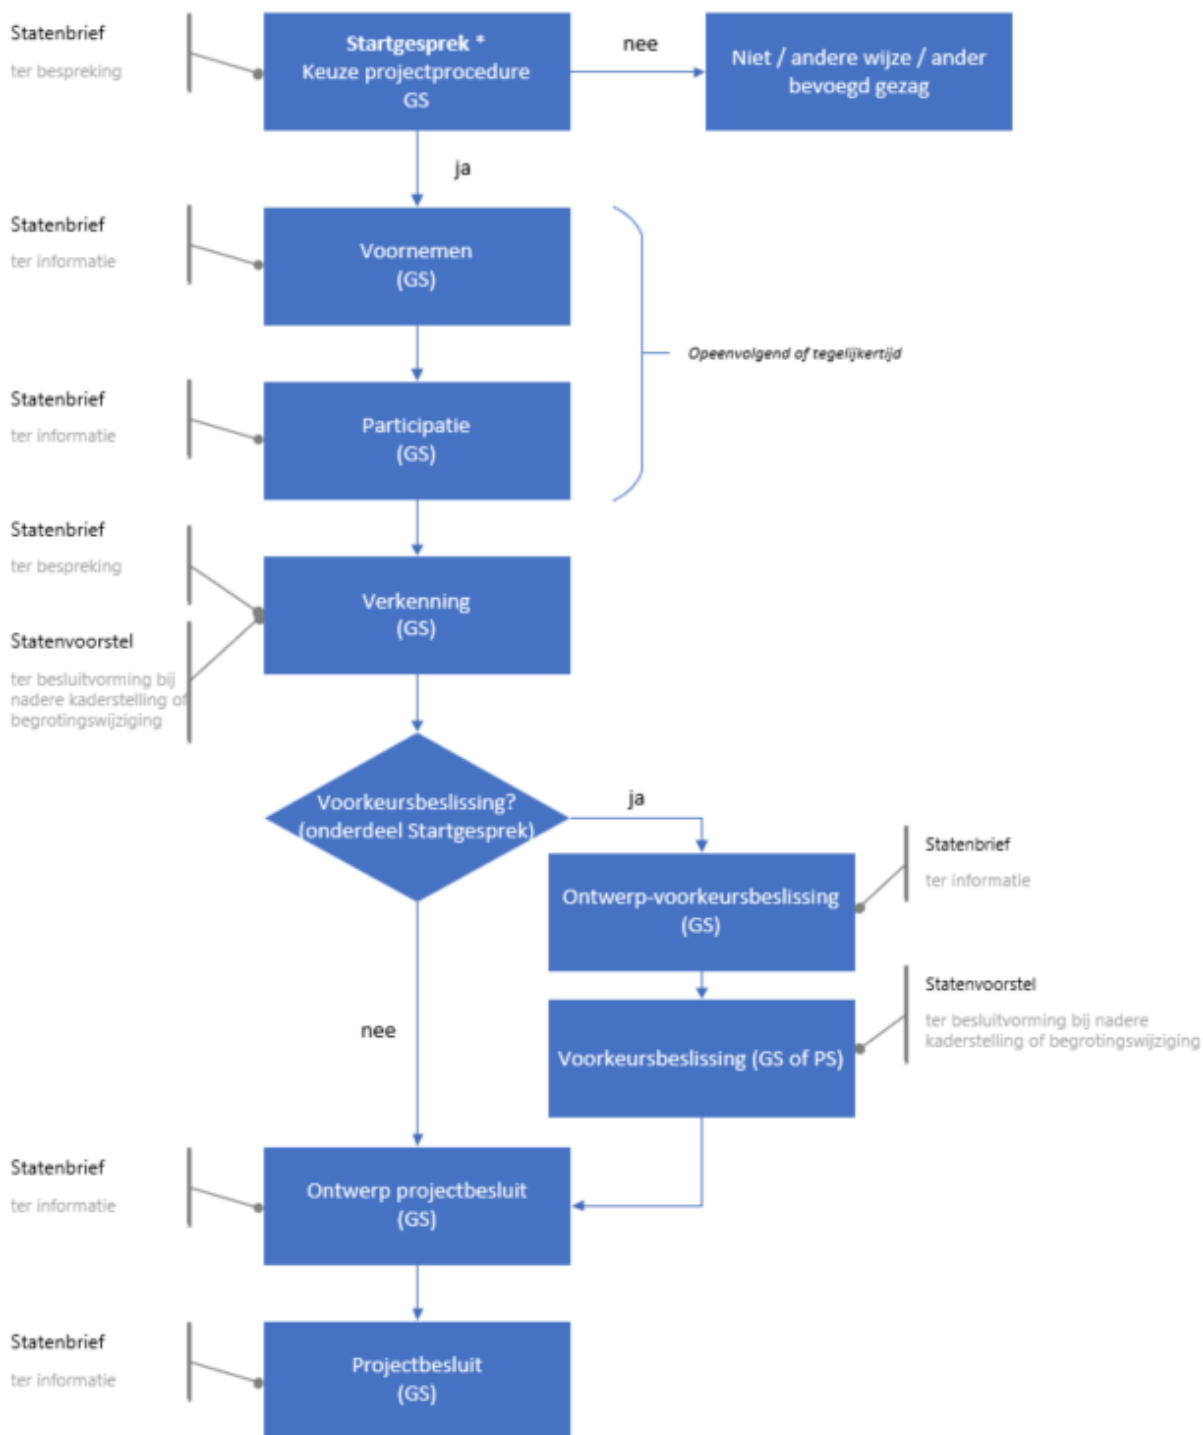 Statenbrief
ter bespreking
Startgesprek *
Keuze projectprocedure
GS
nee
Niet / andere wijze / ander
bevoegd gezag
ja
Statenbrief
ter informatie
Voornemen
(GS)
Opeenvolgend of tegelijkertijd
Statenbrief
ter informatie
Participatie
(GS)
Statenbrief
ter bespreking
Verkenning
(GS)
Statenvoorstel
ter besluitvorming bij
nadere kaderstelling of
begrotingswijziging
Voorkeursbeslissing?
(onderdeel Startgesprek)
ja
Ontwerp-voorkeursbeslissing
(GS)
Statenbrief
ter informatie
nee
Voorkeursbeslissing (GS of PS)
Statenvoorstel
ter besluitvorming bij nadere
kaderstelling of begrotingswijziging
Statenbrief
ter informatie
Ontwerp projectbesluit
(GS)
Statenbrief
ter informatie
Projectbesluit
(GS)